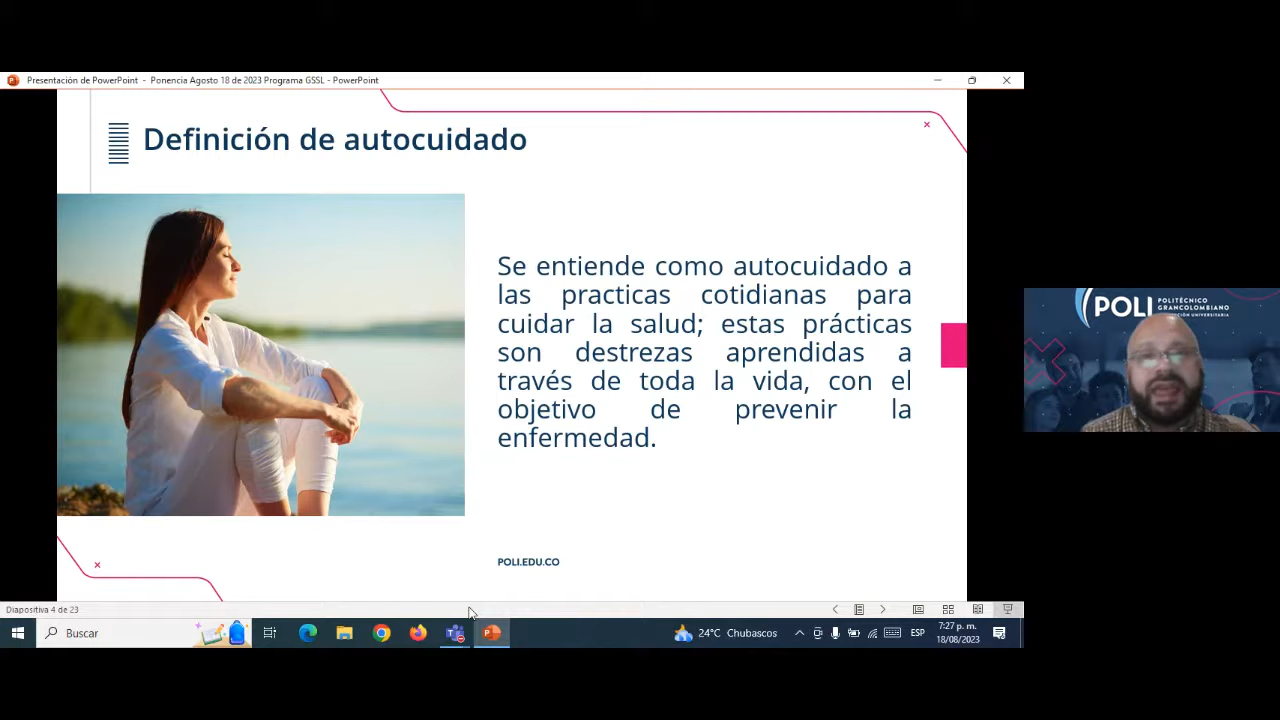 Presentación de PowerPoint - Ponencia Agosto 18 de 2023 Programa GSSL - PowerPoint
Definición de autocuidado
Se entiende como autocuidado a
las practicas cotidianas para
cuidar la salud; estas prácticas
son destrezas aprendidas a
través de toda la vida, con el
objetivo de prevenir la
enfermedad.
POLI.EDU.CO
POLI
POLITÉCNICO
GRANCOLOMBIANO
Diapositiva 4 de 23
Buscar
24°C Chubascos
ESP
7:27 p. m.
18/08/2023